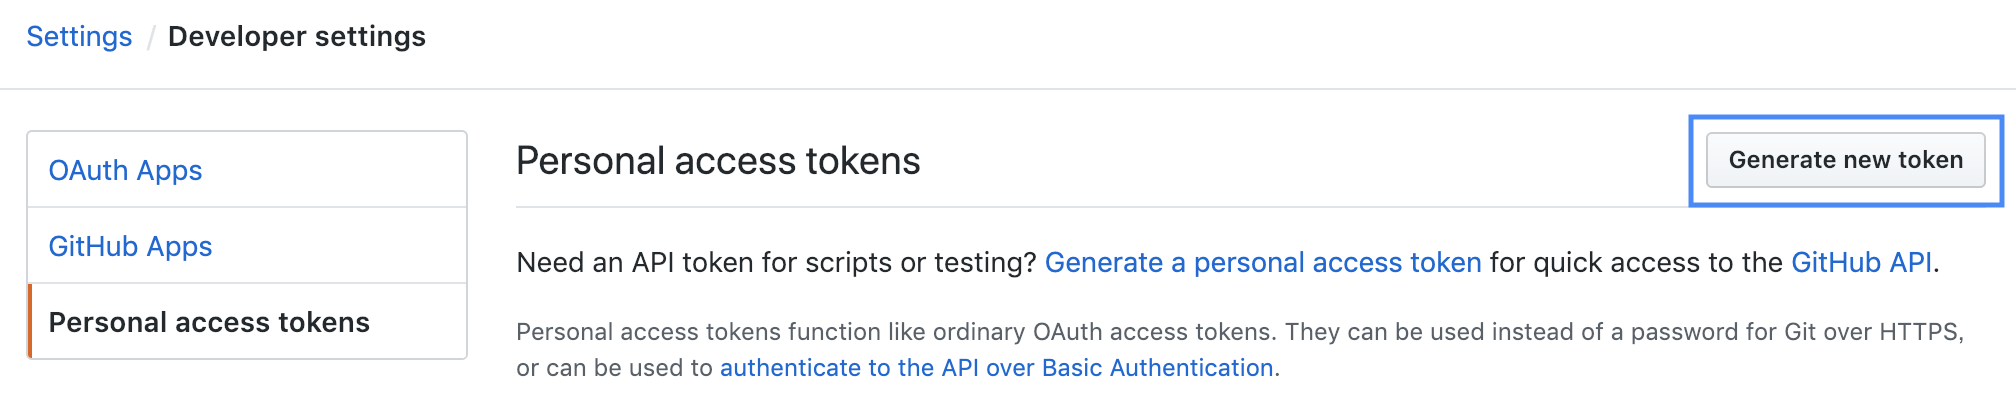 Settings / Developer settings
OAuth Apps
GitHub Apps
Personal access tokens
Personal access tokens
Generate new token
Need an API token for scripts or testing? Generate a personal access token for quick access to the GitHub API.
Personal access tokens function like ordinary OAuth access tokens. They can be used instead of a password for Git over HTTPS,
or can be used to authenticate to the API over Basic Authentication.